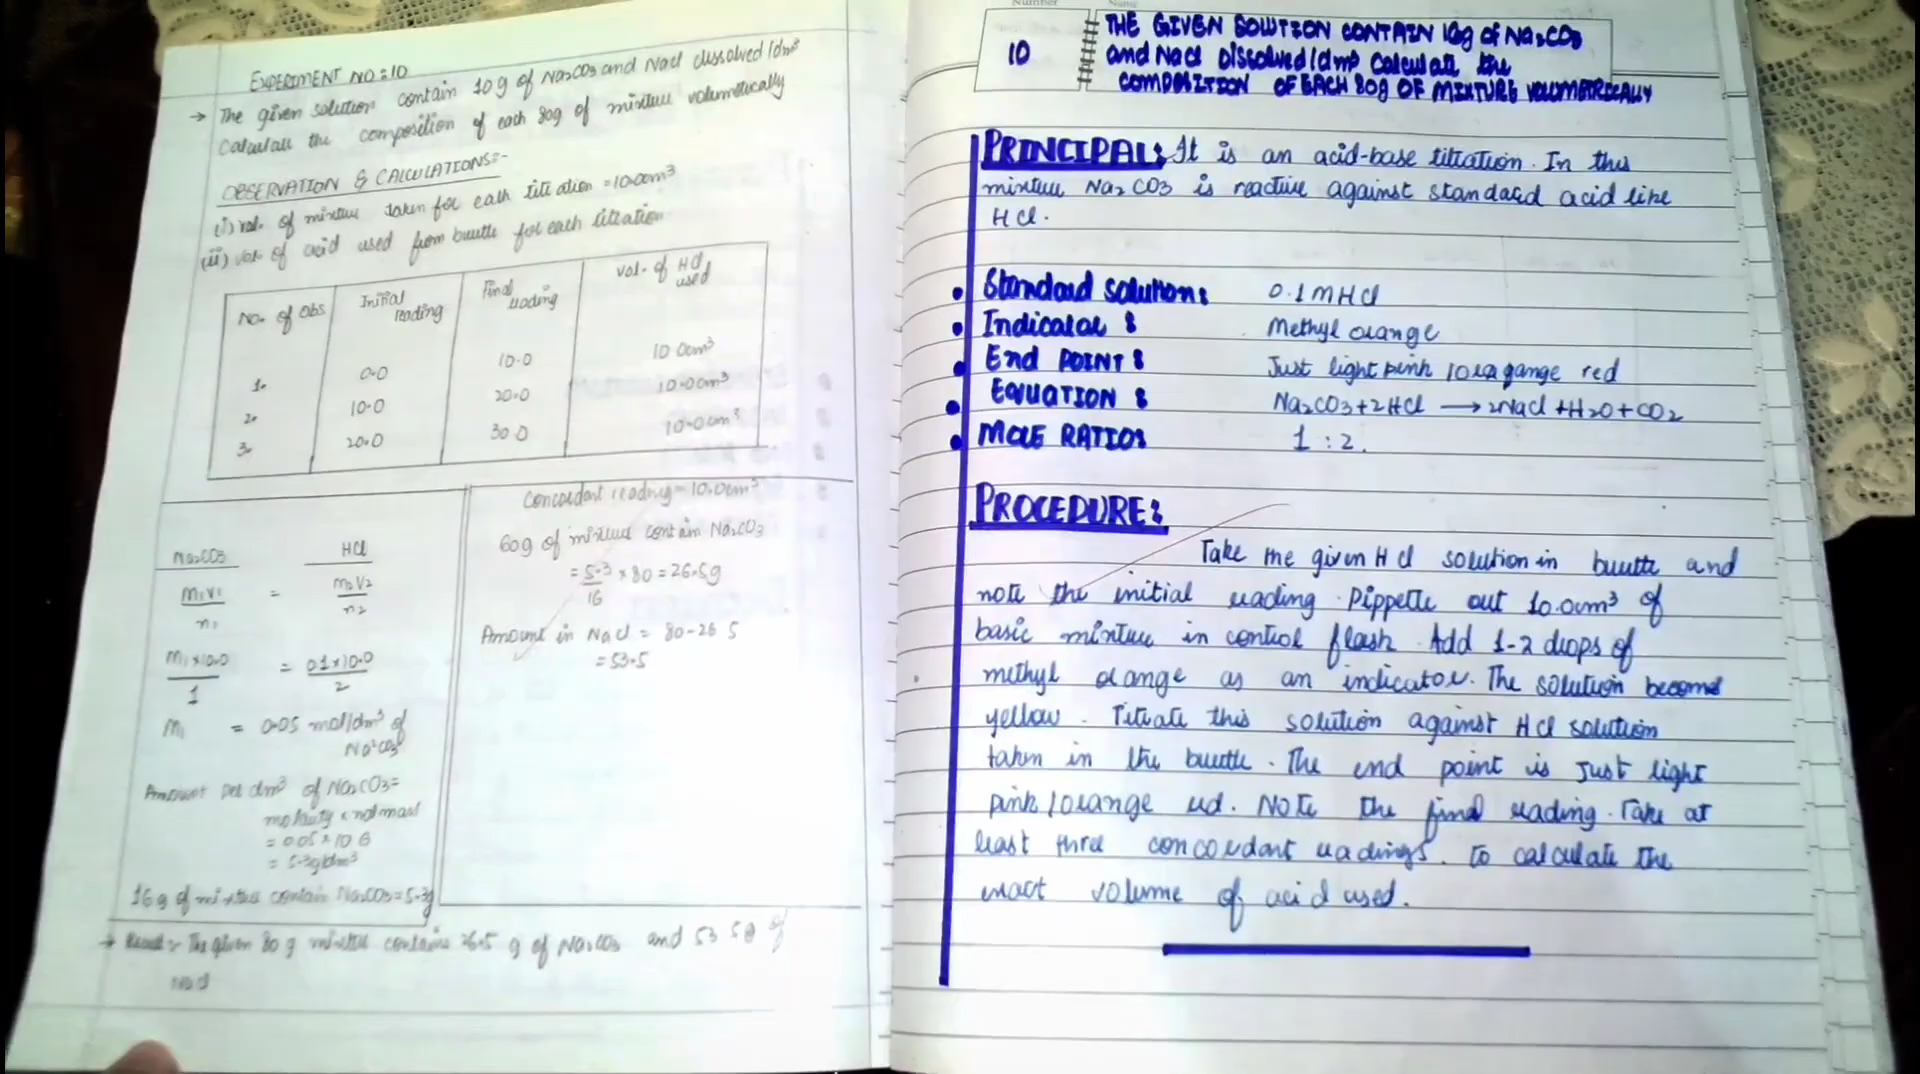 EXPERIMENT NO:10
→ The given solution contain 10g of Na2CO3 and NaCl dissolved/dm3
Calculate the composition of each 80g of mixture volumetrically
OBSERVATION & CALCULATIONS:-
(i) vol. of mixture taken for each titration = 10.0cm3
(ii) vol. of acid used from burette for each titration
No. of Obs Initial reading Final reading vol. of HCl used
1. 0.0 10.0 10.0cm3
2. 10.0 20.0 10.0cm3
3. 20.0 30.0 10.0cm3
Na2CO3 HCl
M1V1 = M2V2
n1 n2
M1x10.0 = 0.1x10.0
1 2
M1 = 0.05 mol/dm3 of
Na2CO3
Amount per dm3 of Na2CO3=
molarity x mol mass
= 0.05 x 106
= 5.3g/dm3
16g of mixture contain Na2CO3=5.3g
Concordant reading=10.0cm3
60g of mixture contain Na2CO3
= 5.3 x 80 = 26.5g
16
Amount in NaCl = 80-26 5
= 53.5
→ Result:- The given 80 g mixture contains 26.5 g of Na2CO3 and 53 5g of
NaCl
Number Name
10
THE GIVEN SOLUTION CONTAIN 16g of Na2CO3
and NaCl DISSOLVED/dm3 Calculate the
COMPOSITION OF EACH 80g OF MIXTURE VOLUMETRICALLY
PRINCIPAL: It is an acid-base titration. In this
mixture Na2 CO3 is reactive against standard acid like
HCl.
• Standard solution: 0.1 M HCl
• Indicator : Methyl orange
• End POINT : Just light pink
• EQUATION : Na2CO3+2HCl → 2NaCl+H2O+CO2
• MOLE RATIO: 1 : 2.
PROCEDURE:
Take the given HCl solution in burette and
note the initial reading. Pippette out 10.0cm3 of
basic mixture in control flask. Add 1-2 drops of
methyl orange as an indicator. The solution become
yellow. Titrate this solution against HCl solution
taken in the burette. The end point is just light
pink/orange red. Note the final reading. Take at
least three concordant readings. to calculate the
exact volume of acid used.